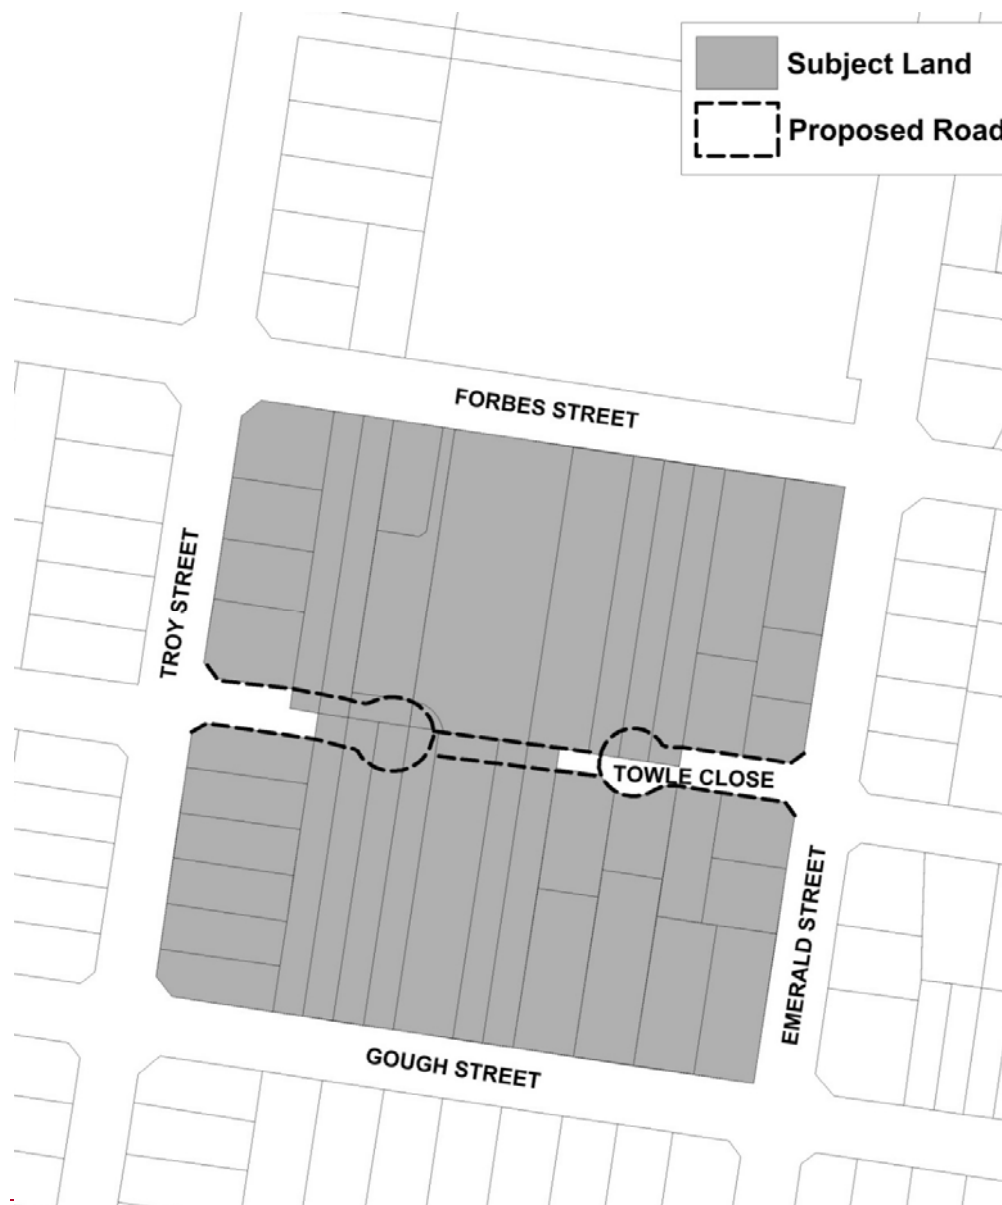 Subject Land
Proposed Road
FORBES STREET
TROY STREET
TOWLE CLOSE
EMERALD STREET
GOUGH STREET